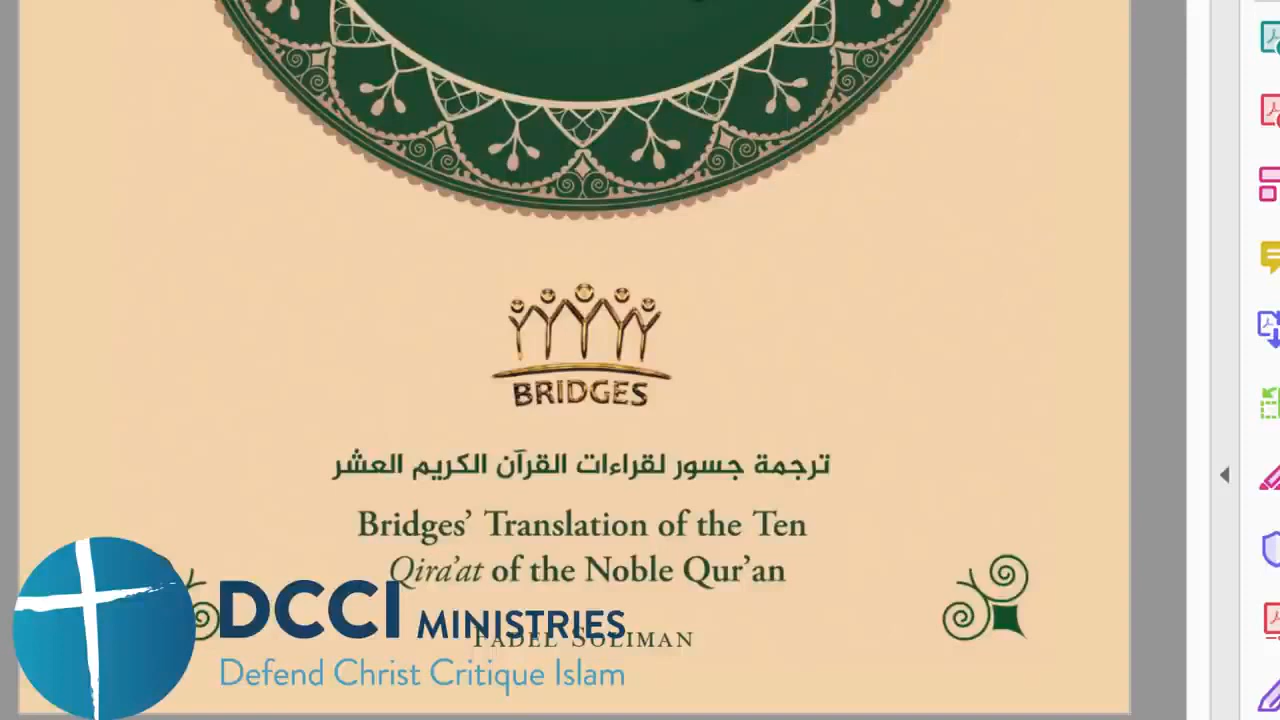 BRIDGES
ترجمة جسور لقراءات القرآن الكريم العشر
Bridges’ Translation of the Ten
Qira’at of the Noble Qur’an
FADEL SOLIMAN
DCCI MINISTRIES
Defend Christ Critique Islam